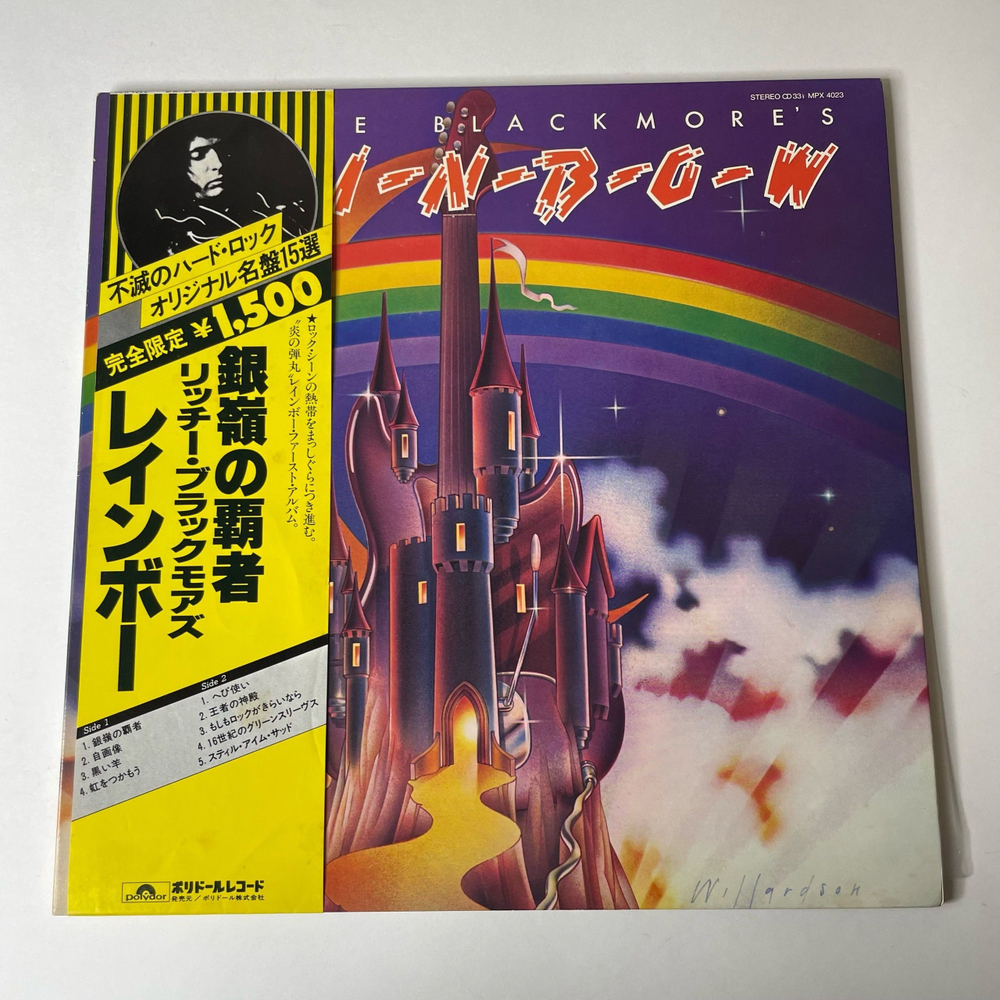 STEREO 33⅓ MPX 4023
E BLACKMORE'S
I-N-B-O-W
不滅のハード・ロック
オリジナル名盤15選
完全限定 ¥1,500
★ロック・シーンの熱帯をまっしぐらにつき進む。
“炎の弾丸”レインボー・ファースト・アルバム。
銀嶺の覇者
リッチー・ブラックモアズ
レインボー
Side 1
1. 銀嶺の覇者
2. 自画像
3. 黒い羊
4. 虹をつかもう
Side 2
1. へび使い
2. 王者の神殿
3. もしもロックがきらいなら
4. 16世紀のグリーンスリーヴス
5. スティル・アイム・サッド
polydor
ポリドールレコード
発売元／ポリドール株式会社
Willardson